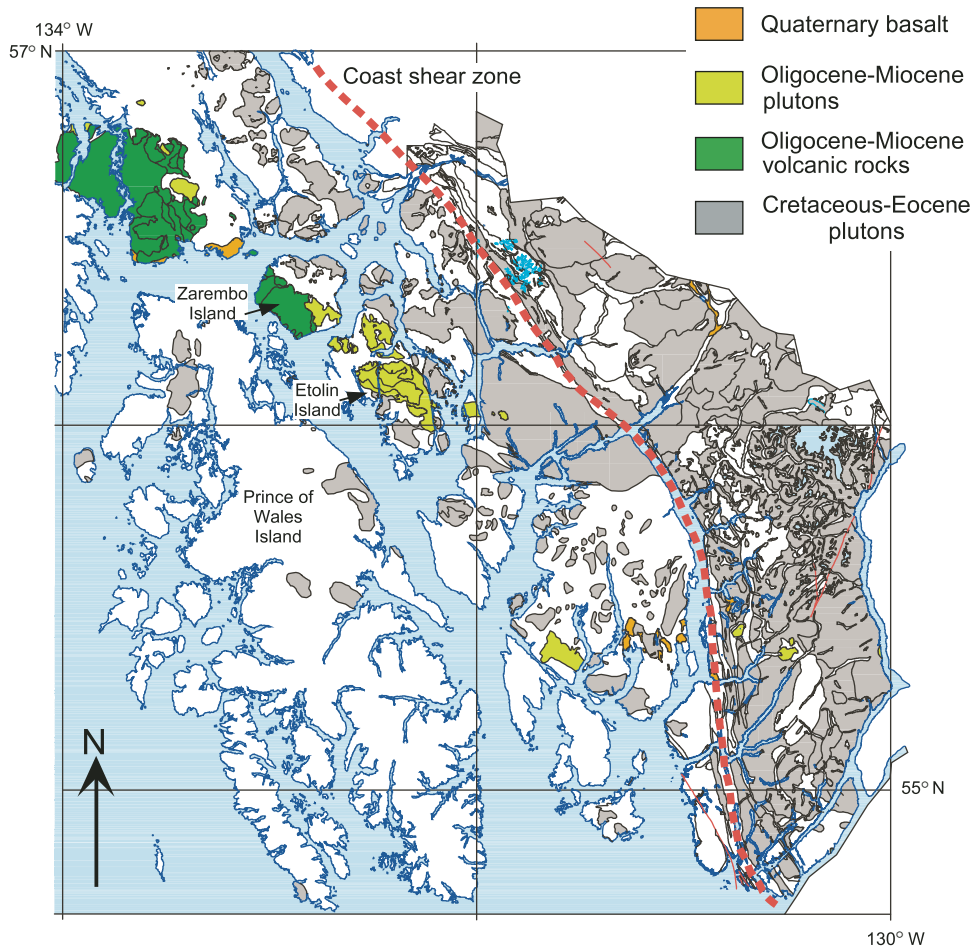 134° W
57° N
Coast shear zone
Quaternary basalt
Oligocene-Miocene
plutons
Oligocene-Miocene
volcanic rocks
Cretaceous-Eocene
plutons
Zarembo
Island
Etolin
Island
Prince of
Wales
Island
N
55° N
130° W